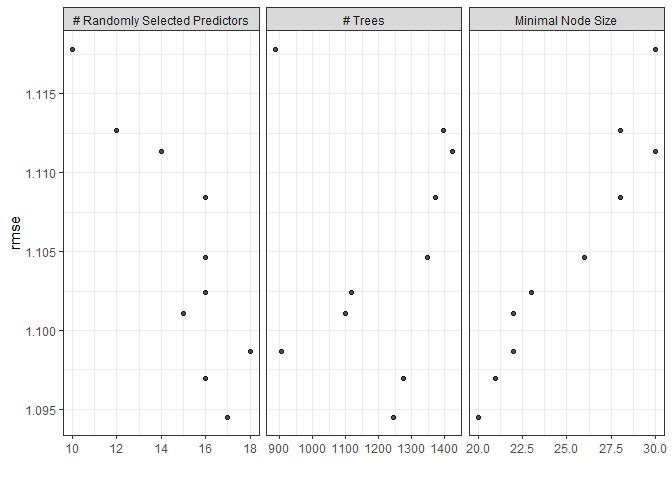 # Randomly Selected Predictors
# Trees
Minimal Node Size
rmse
1.115
1.110
1.105
1.100
1.095
10 12 14 16 18
900 1000 1100 1200 1300 1400
20.0 22.5 25.0 27.5 30.0